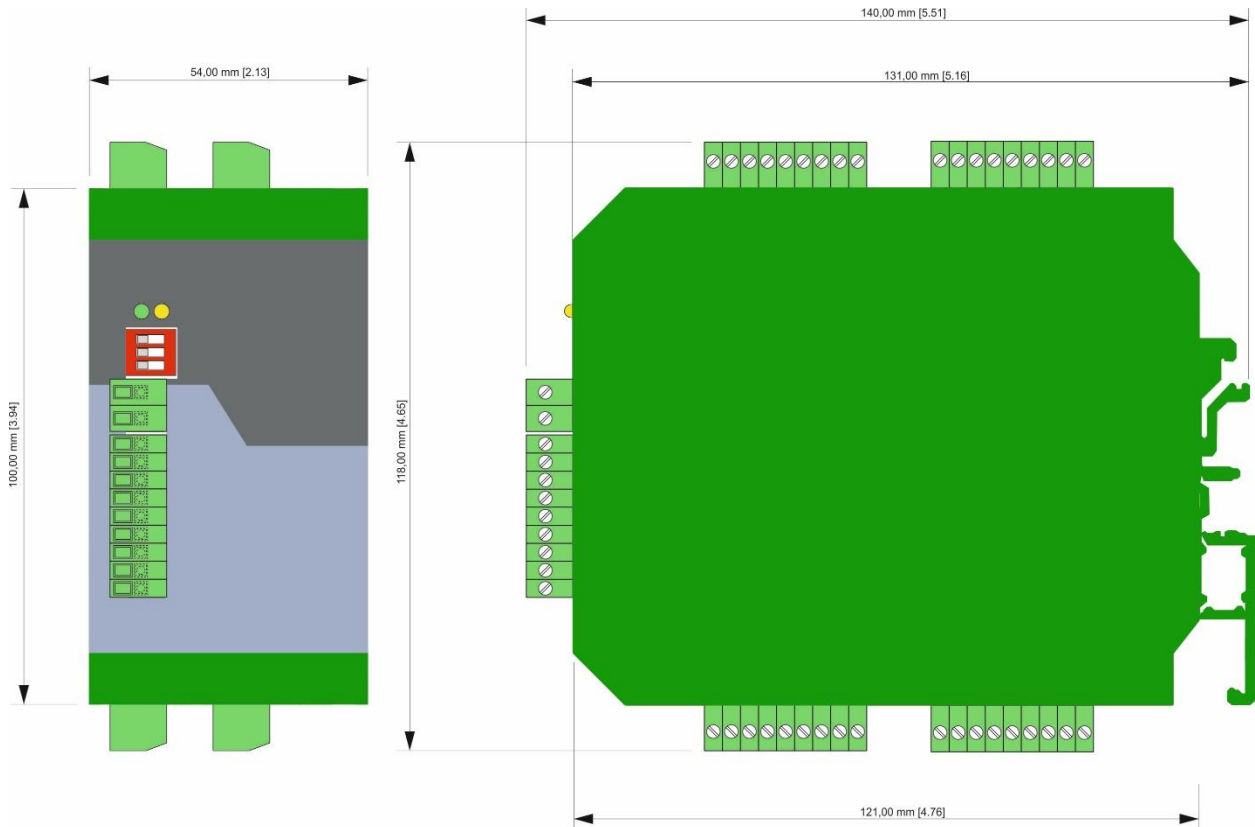 140,00 mm [5.51]
54,00 mm [2.13]
131,00 mm [5.16]
100,00 mm [3.94]
118,00 mm [4.65]
121,00 mm [4.76]